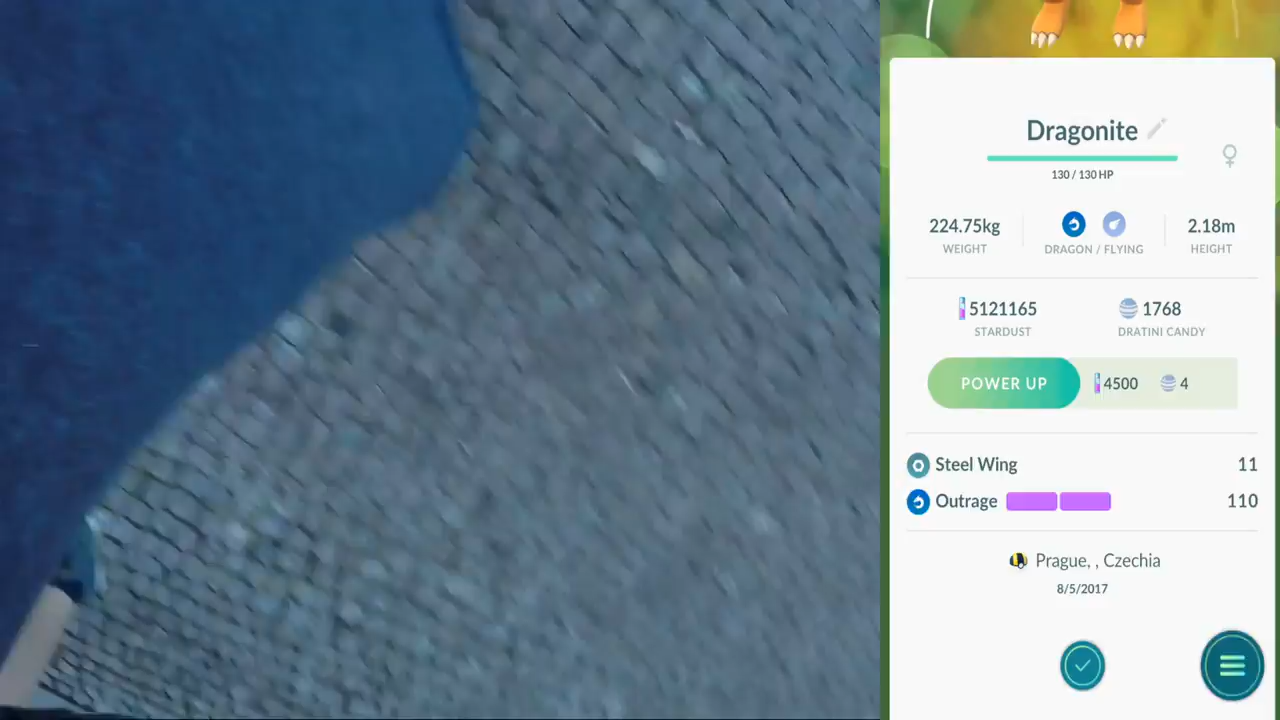 Dragonite
130 / 130 HP
224.75kg
WEIGHT
DRAGON / FLYING
2.18m
HEIGHT
5121165
STARDUST
1768
DRATINI CANDY
POWER UP
4500
4
Steel Wing
11
Outrage
110
Prague, , Czechia
8/5/2017